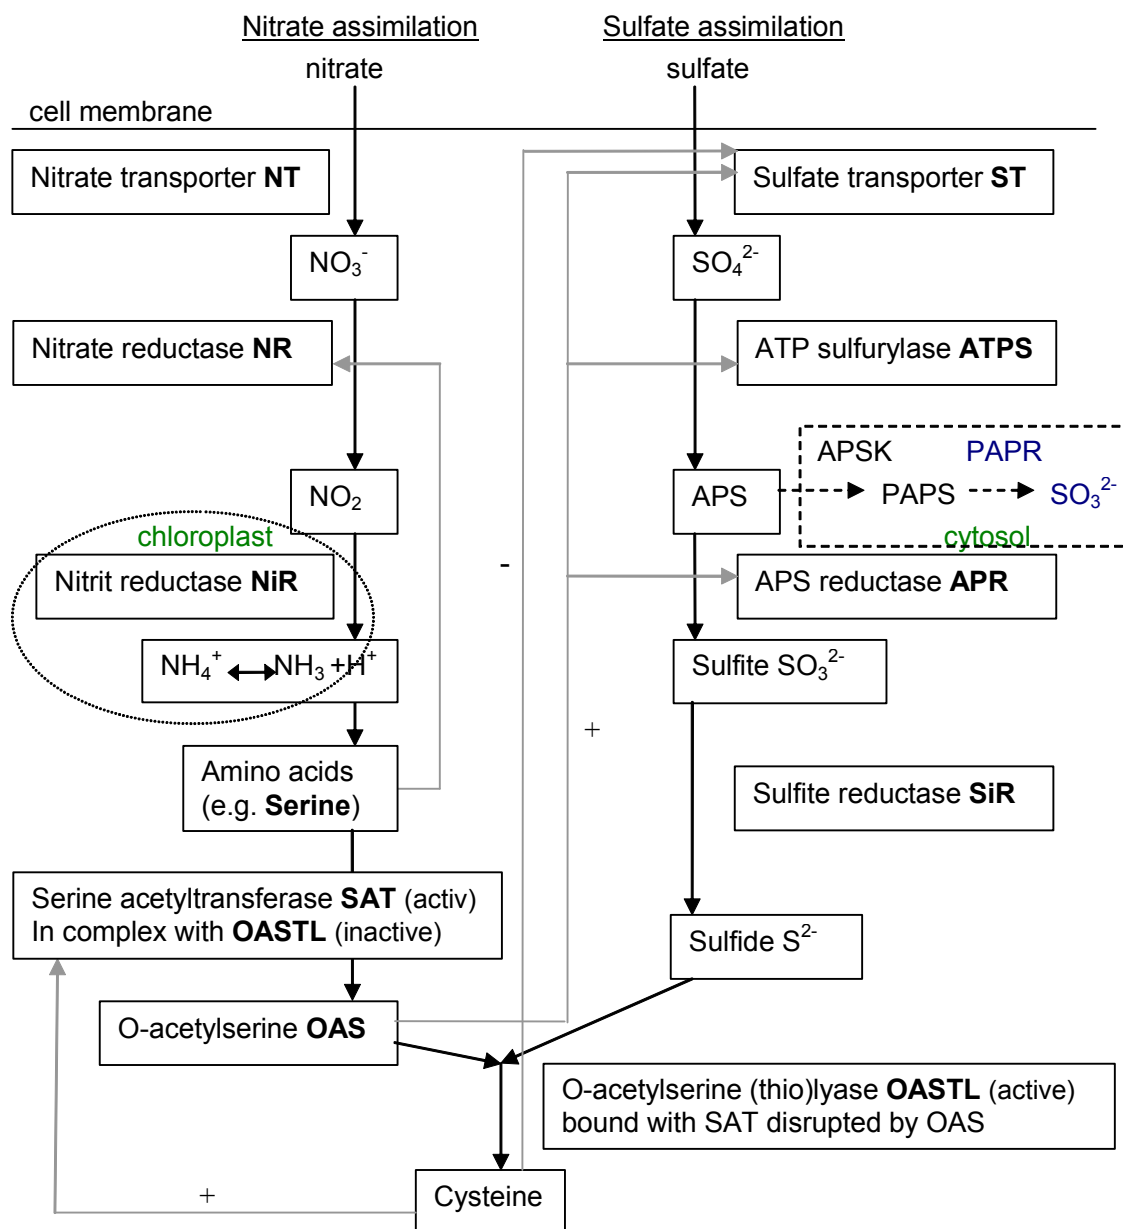 Nitrate assimilation
Sulfate assimilation
nitrate
sulfate
cell membrane
Nitrate transporter NT
Sulfate transporter ST
NO₃⁻
SO₄²⁻
Nitrate reductase NR
ATP sulfurylase ATPS
APSK PAPR
NO₂
APS
PAPS
SO₃²⁻
chloroplast
cytosol
-
Nitrit reductase NiR
APS reductase APR
NH₄⁺ NH₃ +H⁺
Sulfite SO₃²⁻
+
Amino acids
(e.g. Serine)
Sulfite reductase SiR
Serine acetyltransferase SAT (activ)
In complex with OASTL (inactive)
Sulfide S²⁻
O-acetylserine OAS
O-acetylserine (thio)lyase OASTL (active)
bound with SAT disrupted by OAS
+
Cysteine